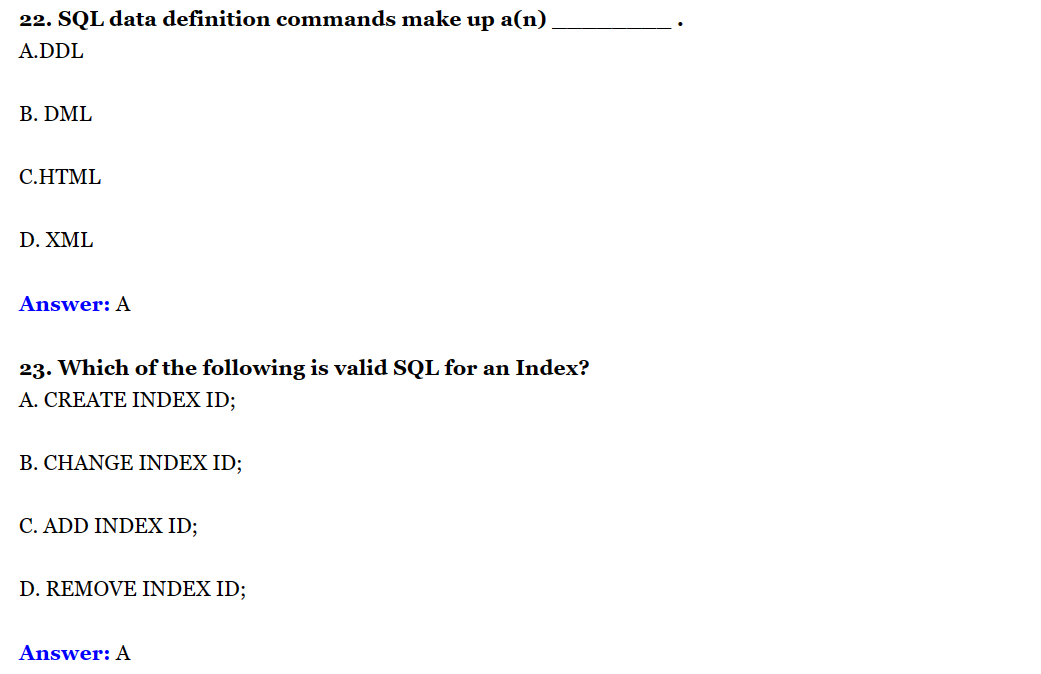 22. SQL data definition commands make up a(n) ________ .
A.DDL
B. DML
C.HTML
D. XML
Answer: A
23. Which of the following is valid SQL for an Index?
A. CREATE INDEX ID;
B. CHANGE INDEX ID;
C. ADD INDEX ID;
D. REMOVE INDEX ID;
Answer: A